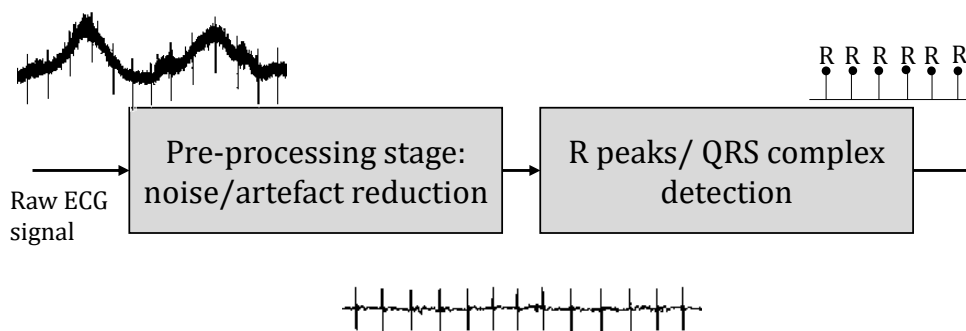 R R R R R R
Pre-processing stage:
noise/artefact reduction
R peaks/ QRS complex
detection
Raw ECG
signal